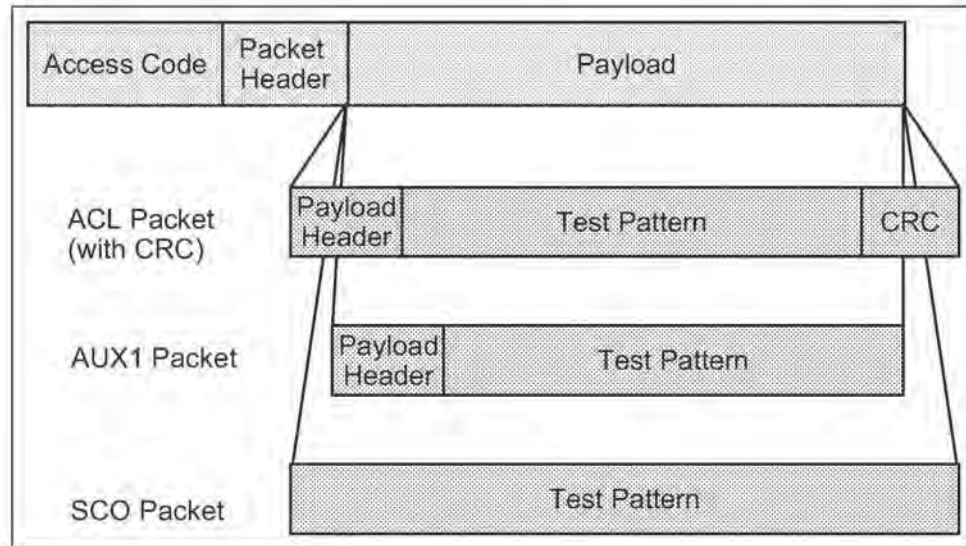 Access Code
Packet
Header
Payload
ACL Packet
(with CRC)
Payload
Header
Test Pattern
CRC
AUX1 Packet
Payload
Header
Test Pattern
SCO Packet
Test Pattern